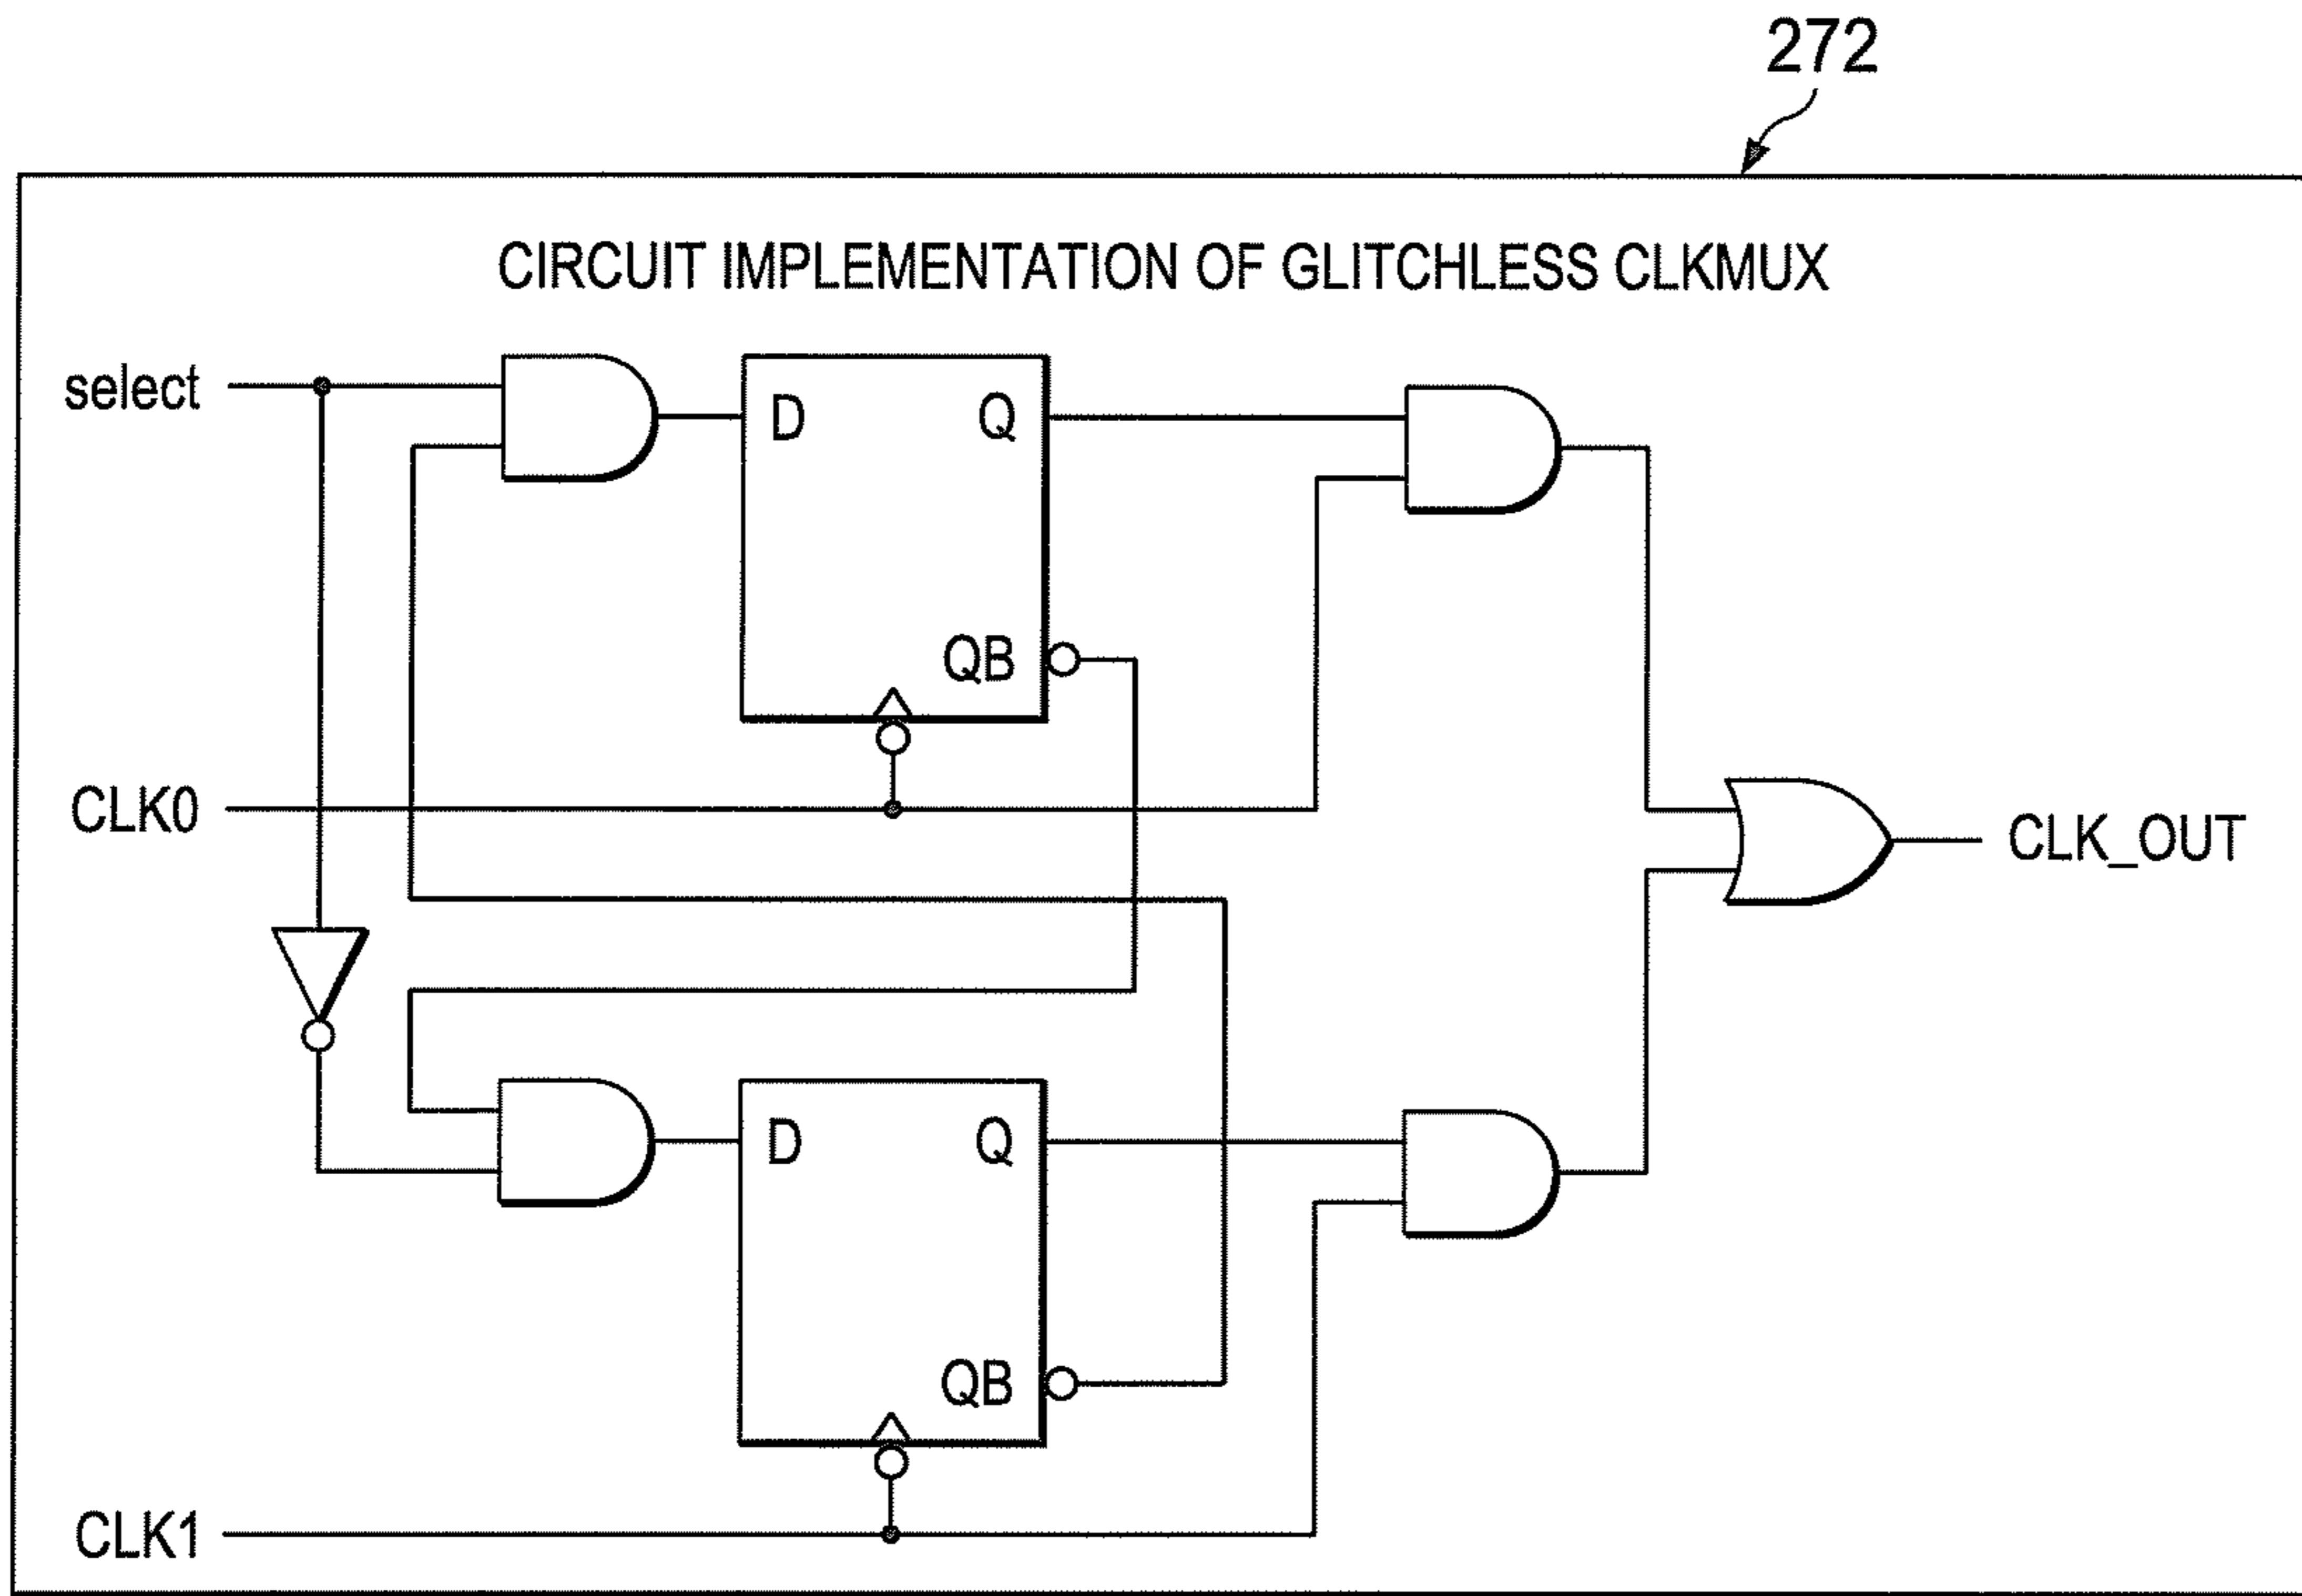 272
CIRCUIT IMPLEMENTATION OF GLITCHLESS CLKMUX
select
D
Q
QB
CLK0
CLK_OUT
D
Q
QB
CLK1